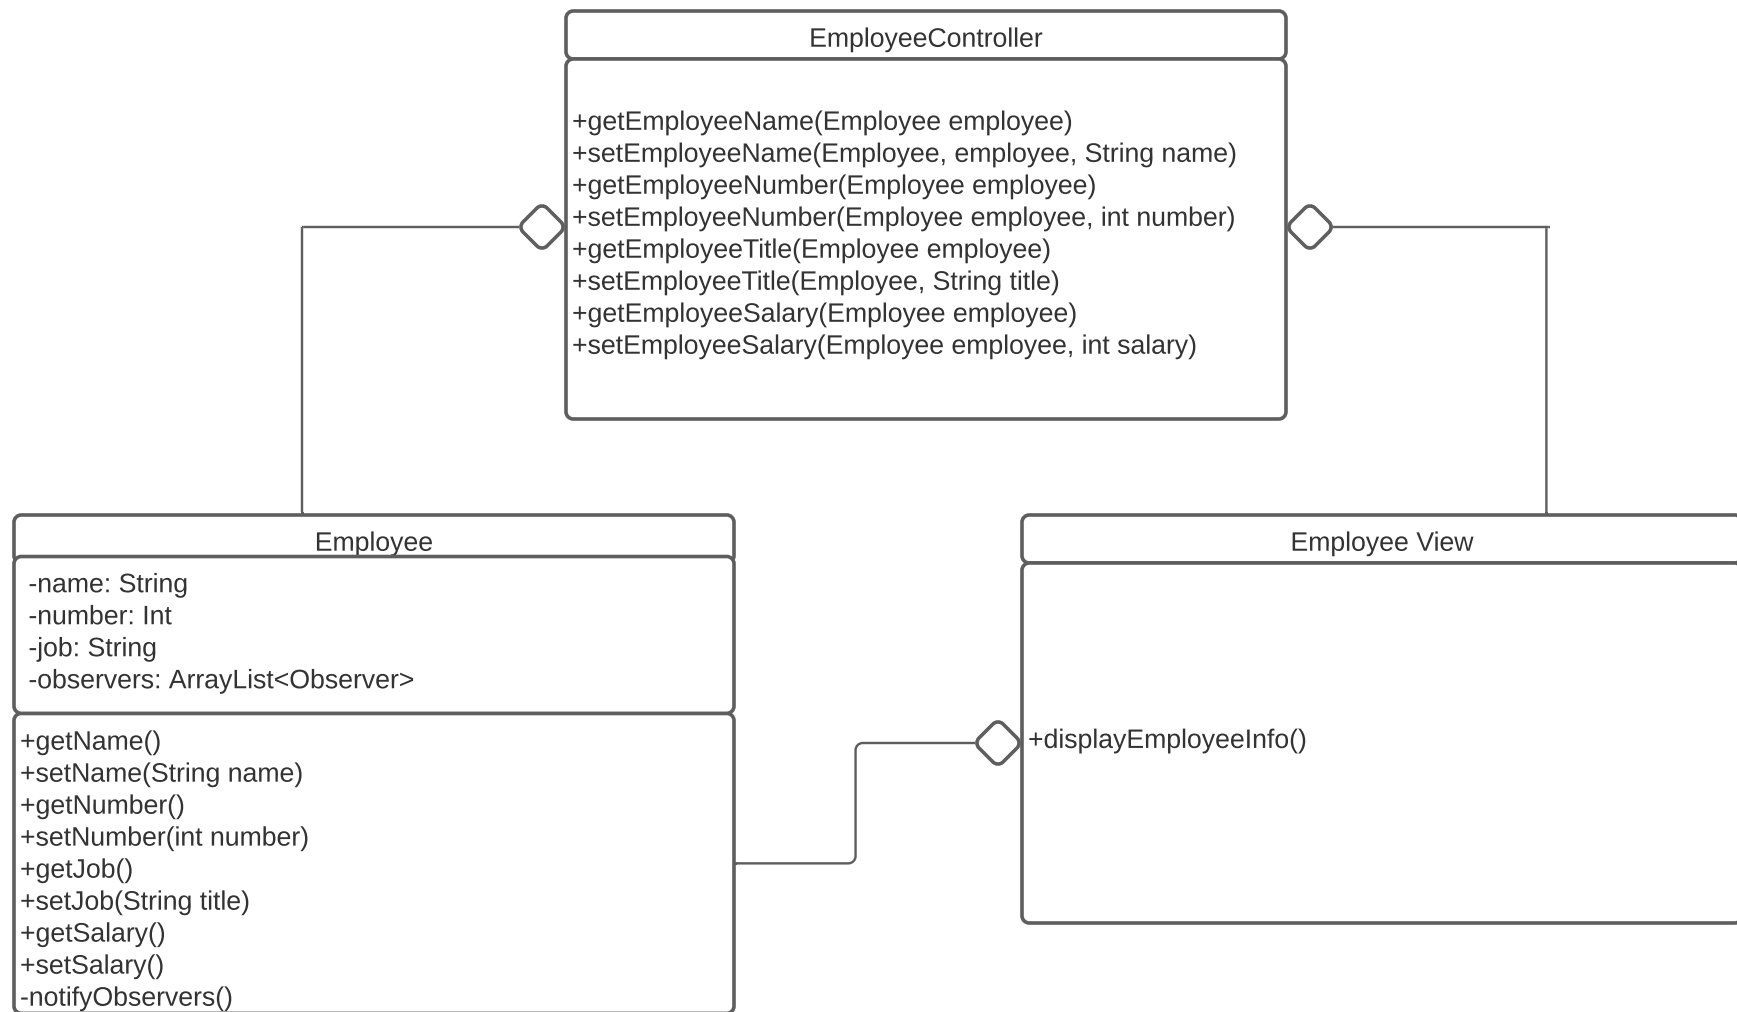 EmployeeController
+getEmployeeName(Employee employee)
+setEmployeeName(Employee, employee, String name)
+getEmployeeNumber(Employee employee)
+setEmployeeNumber(Employee employee, int number)
+getEmployeeTitle(Employee employee)
+setEmployeeTitle(Employee, String title)
+getEmployeeSalary(Employee employee)
+setEmployeeSalary(Employee employee, int salary)
Employee
-name: String
-number: Int
-job: String
-observers: ArrayList<Observer>
+getName()
+setName(String name)
+getNumber()
+setNumber(int number)
+getJob()
+setJob(String title)
+getSalary()
+setSalary()
-notifyObservers()
Employee View
+displayEmployeeInfo()